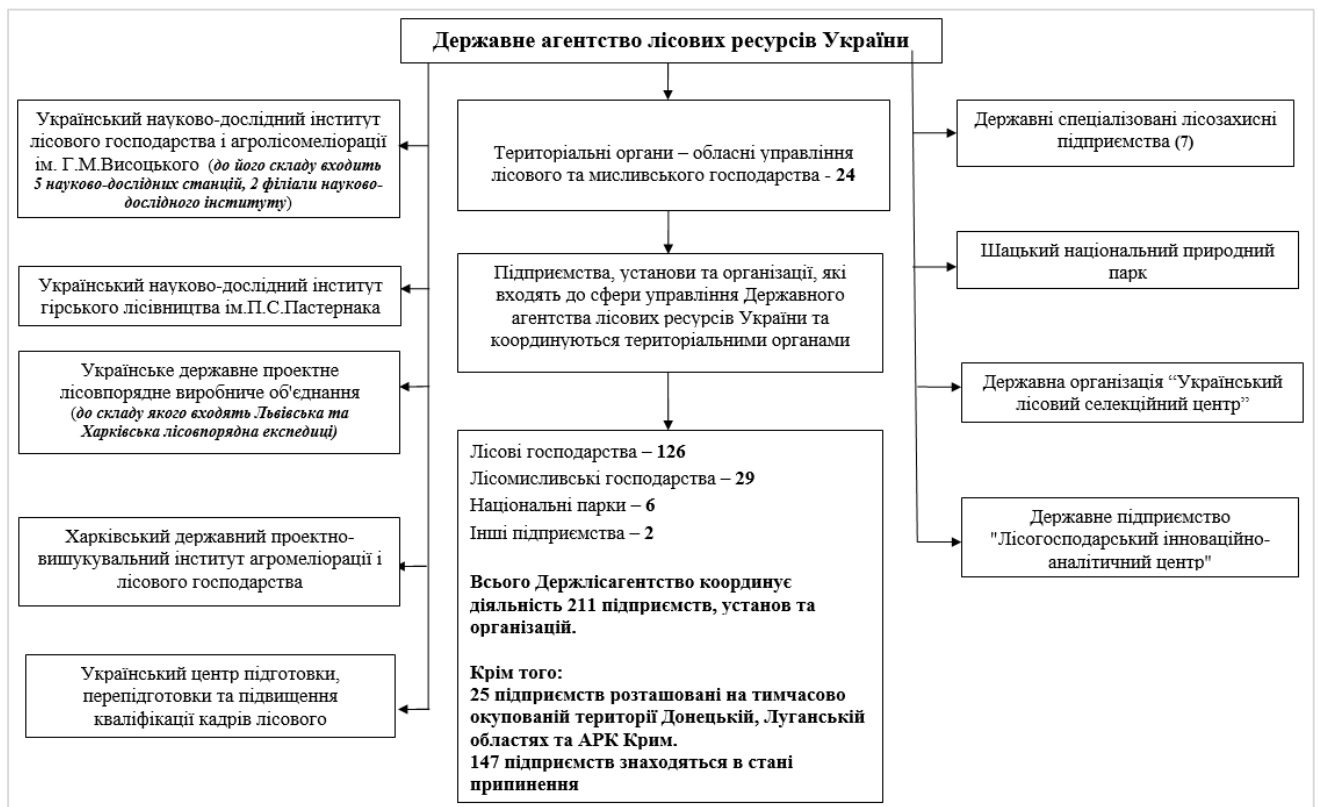 Державне агентство лісових ресурсів України
Український науково-дослідний інститут
лісового господарства і агролісомеліорації
ім. Г.М.Висоцького (до його складу входить
5 науково-дослідних станцій, 2 філіали науково-
дослідного інституту)
Український науково-дослідний інститут
гірського лісівництва ім.П.С.Пастернака
Українське державне проектне
лісовпорядне виробниче об'єднання
(до складу якого входять Львівська та
Харківська лісовпорядна експедиці)
Харківський державний проектно-
вишукувальний інститут агромеліорації і
лісового господарства
Український центр підготовки,
перепідготовки та підвищення
кваліфікації кадрів лісового
Територіальні органи – обласні управління
лісового та мисливського господарства - 24
Підприємства, установи та організації, які
входять до сфери управління Державного
агентства лісових ресурсів України та
координуються територіальними органами
Лісові господарства – 126
Лісомисливські господарства – 29
Національні парки – 6
Інші підприємства – 2
Всього Держлісагентство координує
діяльність 211 підприємств, установ та
організацій.
Крім того:
25 підприємств розташовані на тимчасово
окупованій території Донецькій, Луганській
областях та АРК Крим.
147 підприємств знаходяться в стані
припинення
Державні спеціалізовані лісозахисні
підприємства (7)
Шацький національний природний
парк
Державна організація “Український
лісовий селекційний центр”
Державне підприємство
"Лісогосподарський інноваційно-
аналітичний центр"